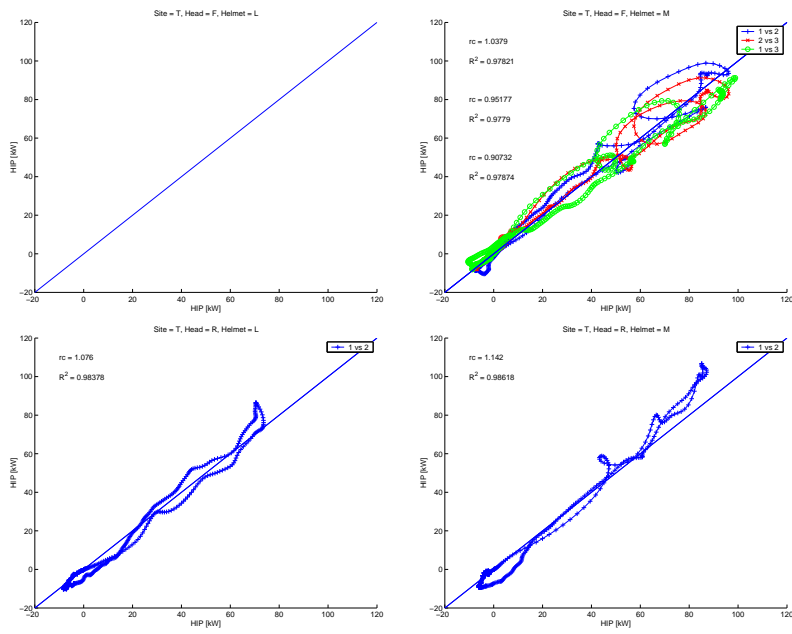 Site = T, Head = F, Helmet = L
120
100
80
60
40
20
0
−20
−20 0 20 40 60 80 100 120
HIP [kW]
HIP [kW]
Site = T, Head = F, Helmet = M
1 vs 2
2 vs 3
1 vs 3
rc = 1.0379
R2 = 0.97821
rc = 0.95177
R2 = 0.9779
rc = 0.90732
R2 = 0.97874
120
100
80
60
40
20
0
−20
−20 0 20 40 60 80 100 120
HIP [kW]
HIP [kW]
Site = T, Head = R, Helmet = L
1 vs 2
rc = 1.076
R2 = 0.98378
120
100
80
60
40
20
0
−20
−20 0 20 40 60 80 100 120
HIP [kW]
HIP [kW]
Site = T, Head = R, Helmet = M
1 vs 2
rc = 1.142
R2 = 0.98618
120
100
80
60
40
20
0
−20
−20 0 20 40 60 80 100 120
HIP [kW]
HIP [kW]